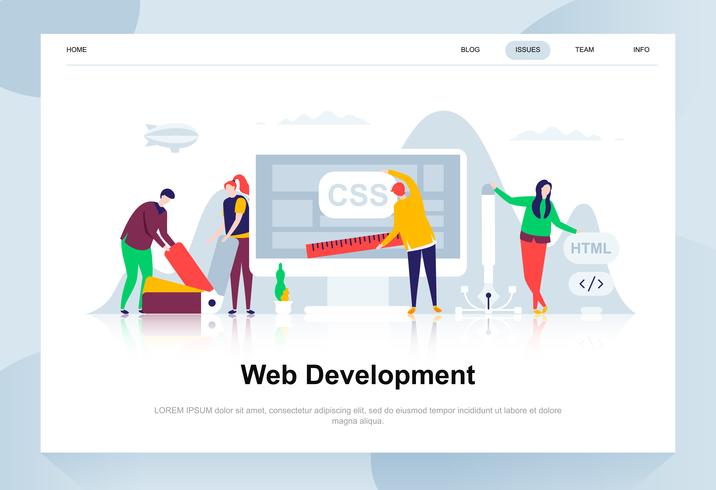 HOME BLOG ISSUES TEAM INFO
CSS
HTML
</>
Web Development
LOREM IPSUM dolor sit amet, consectetur adipiscing elit, sed do eiusmod tempor incididunt ut labore et dolore
magna aliqua.